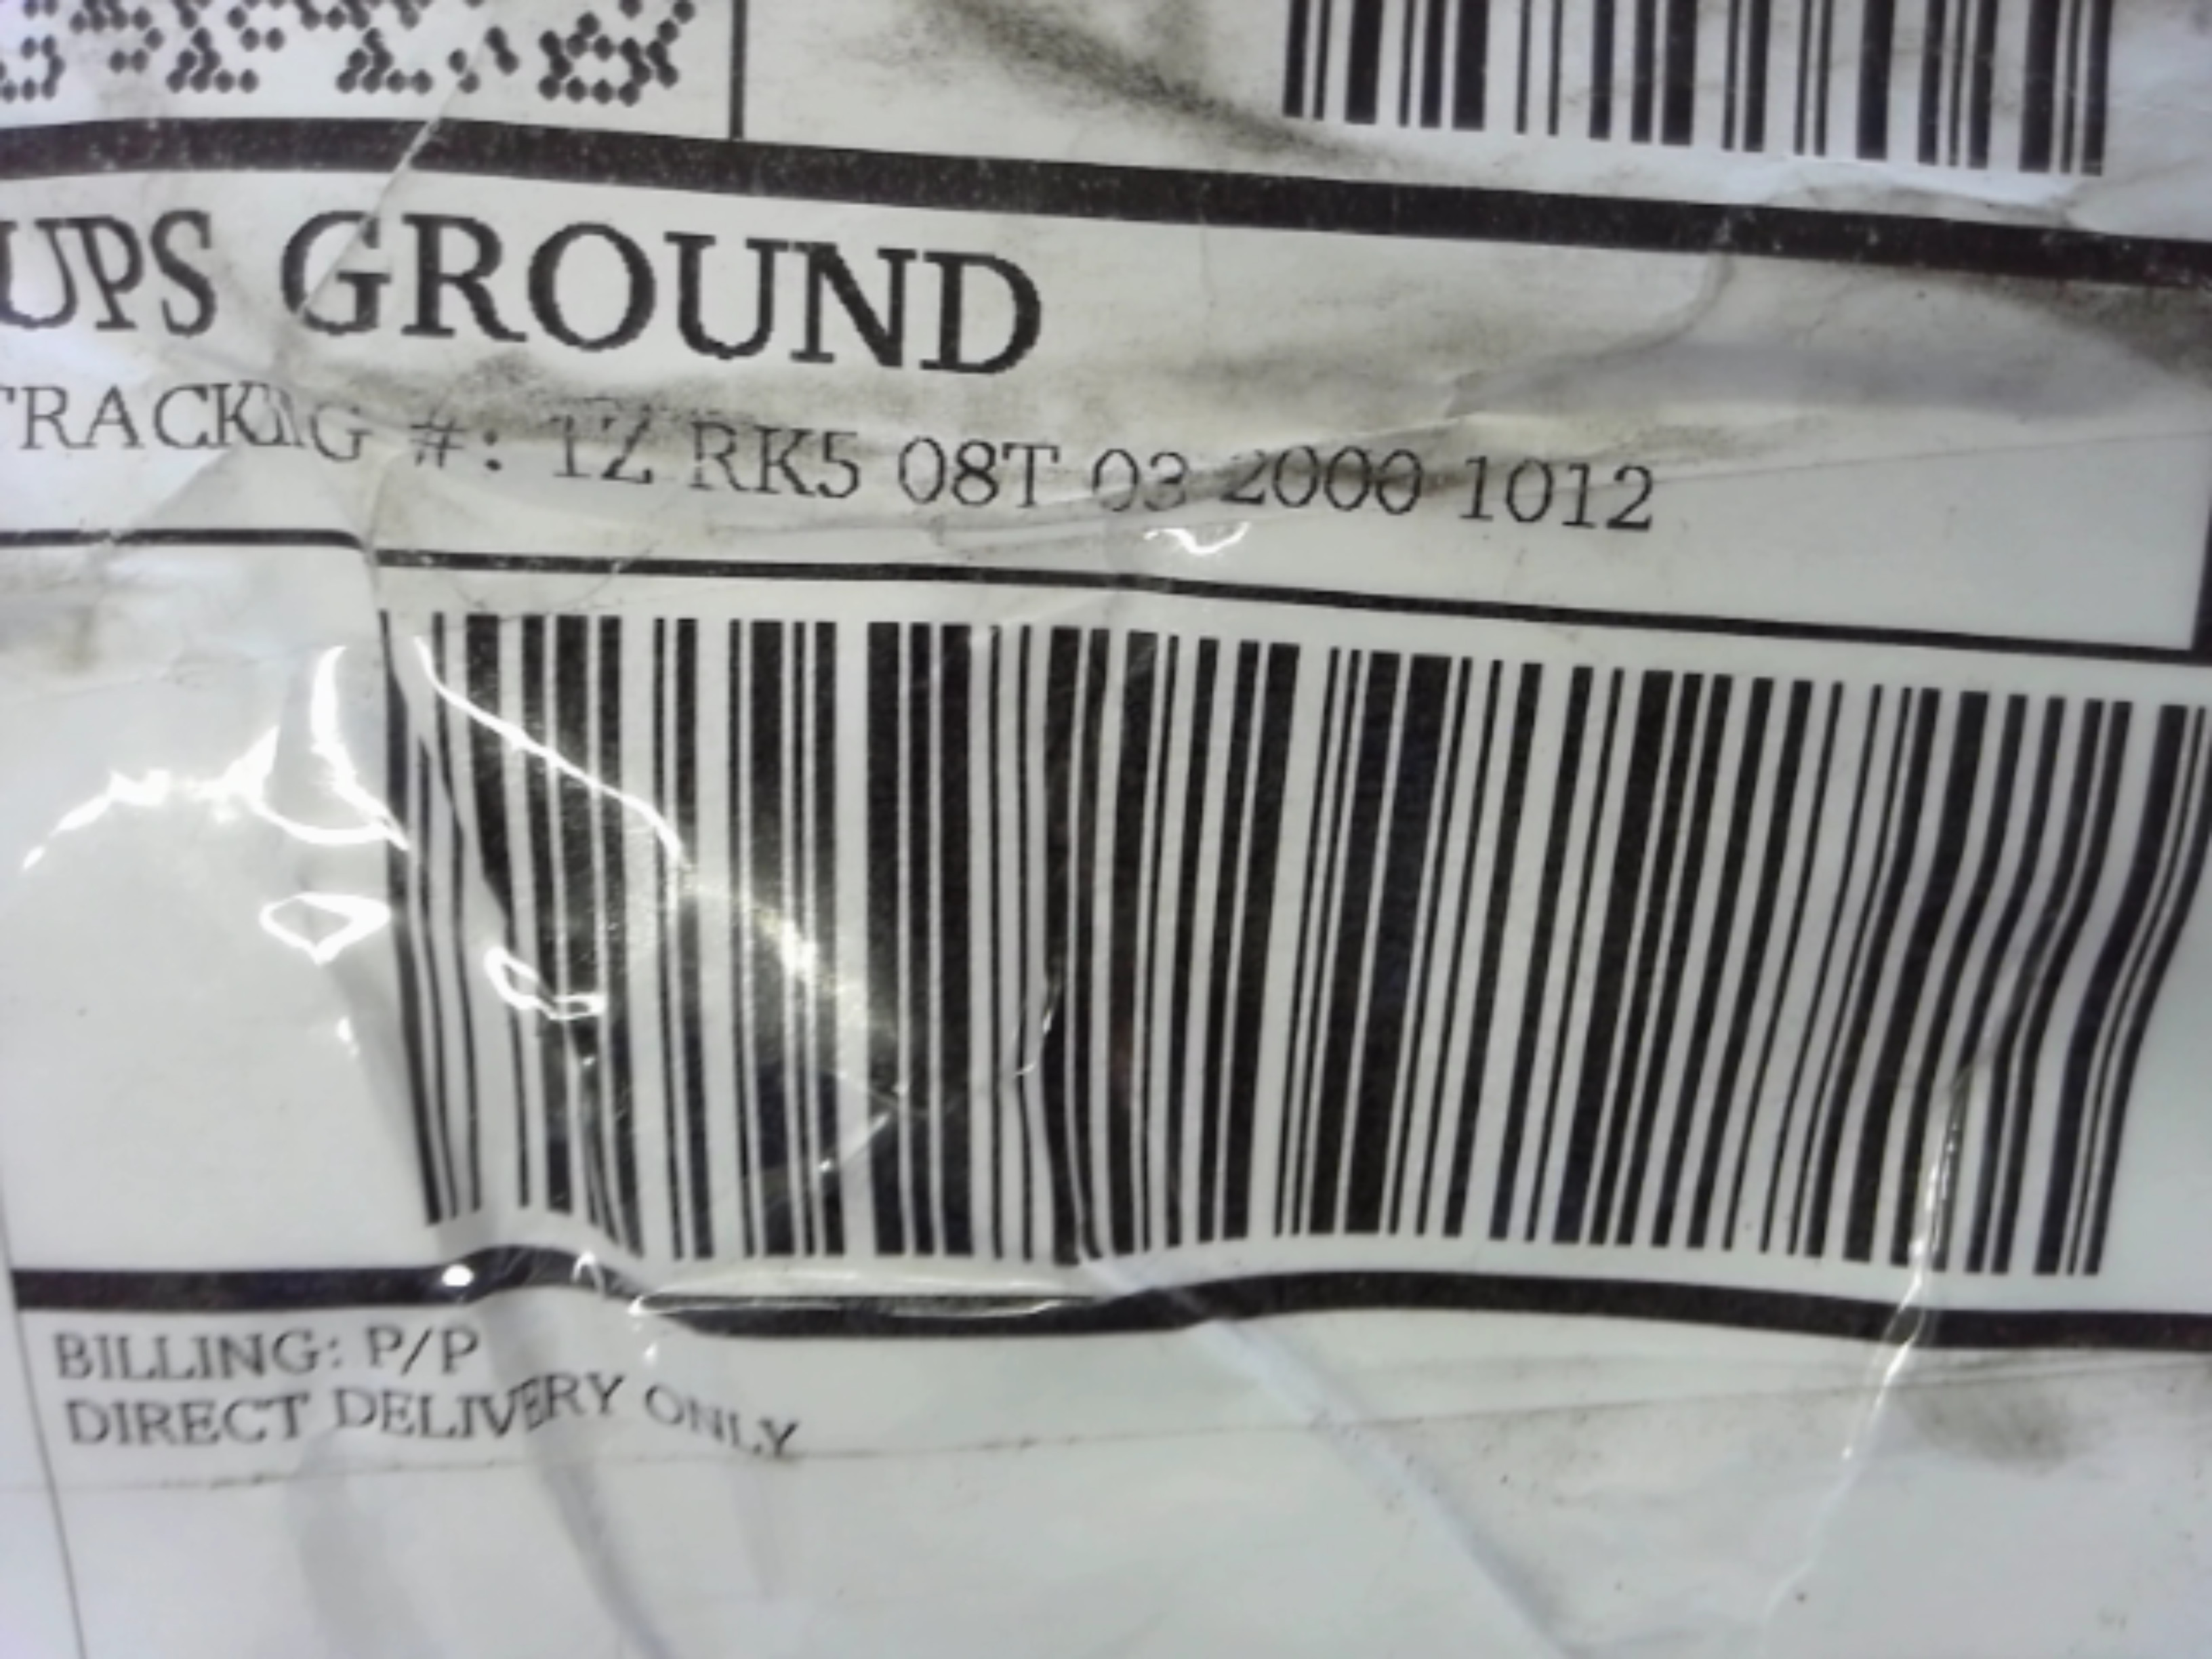 UPS GROUND
TRACKING #: 1Z RK5 08T 03 2000 1012
BILLING: P/P
DIRECT DELIVERY ONLY